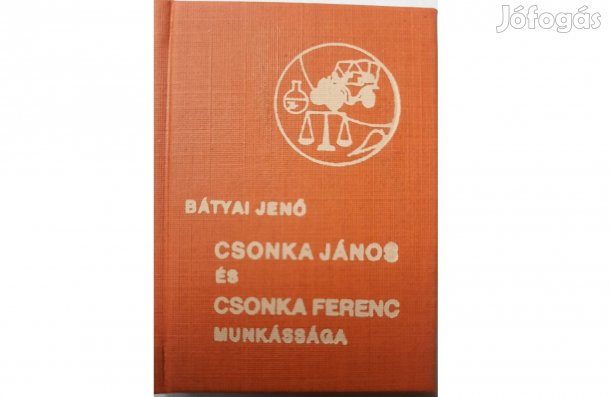 Jófogás
BÁTYAI JENŐ
CSONKA JÁNOS
ÉS
CSONKA FERENC
MUNKÁSSÁGA